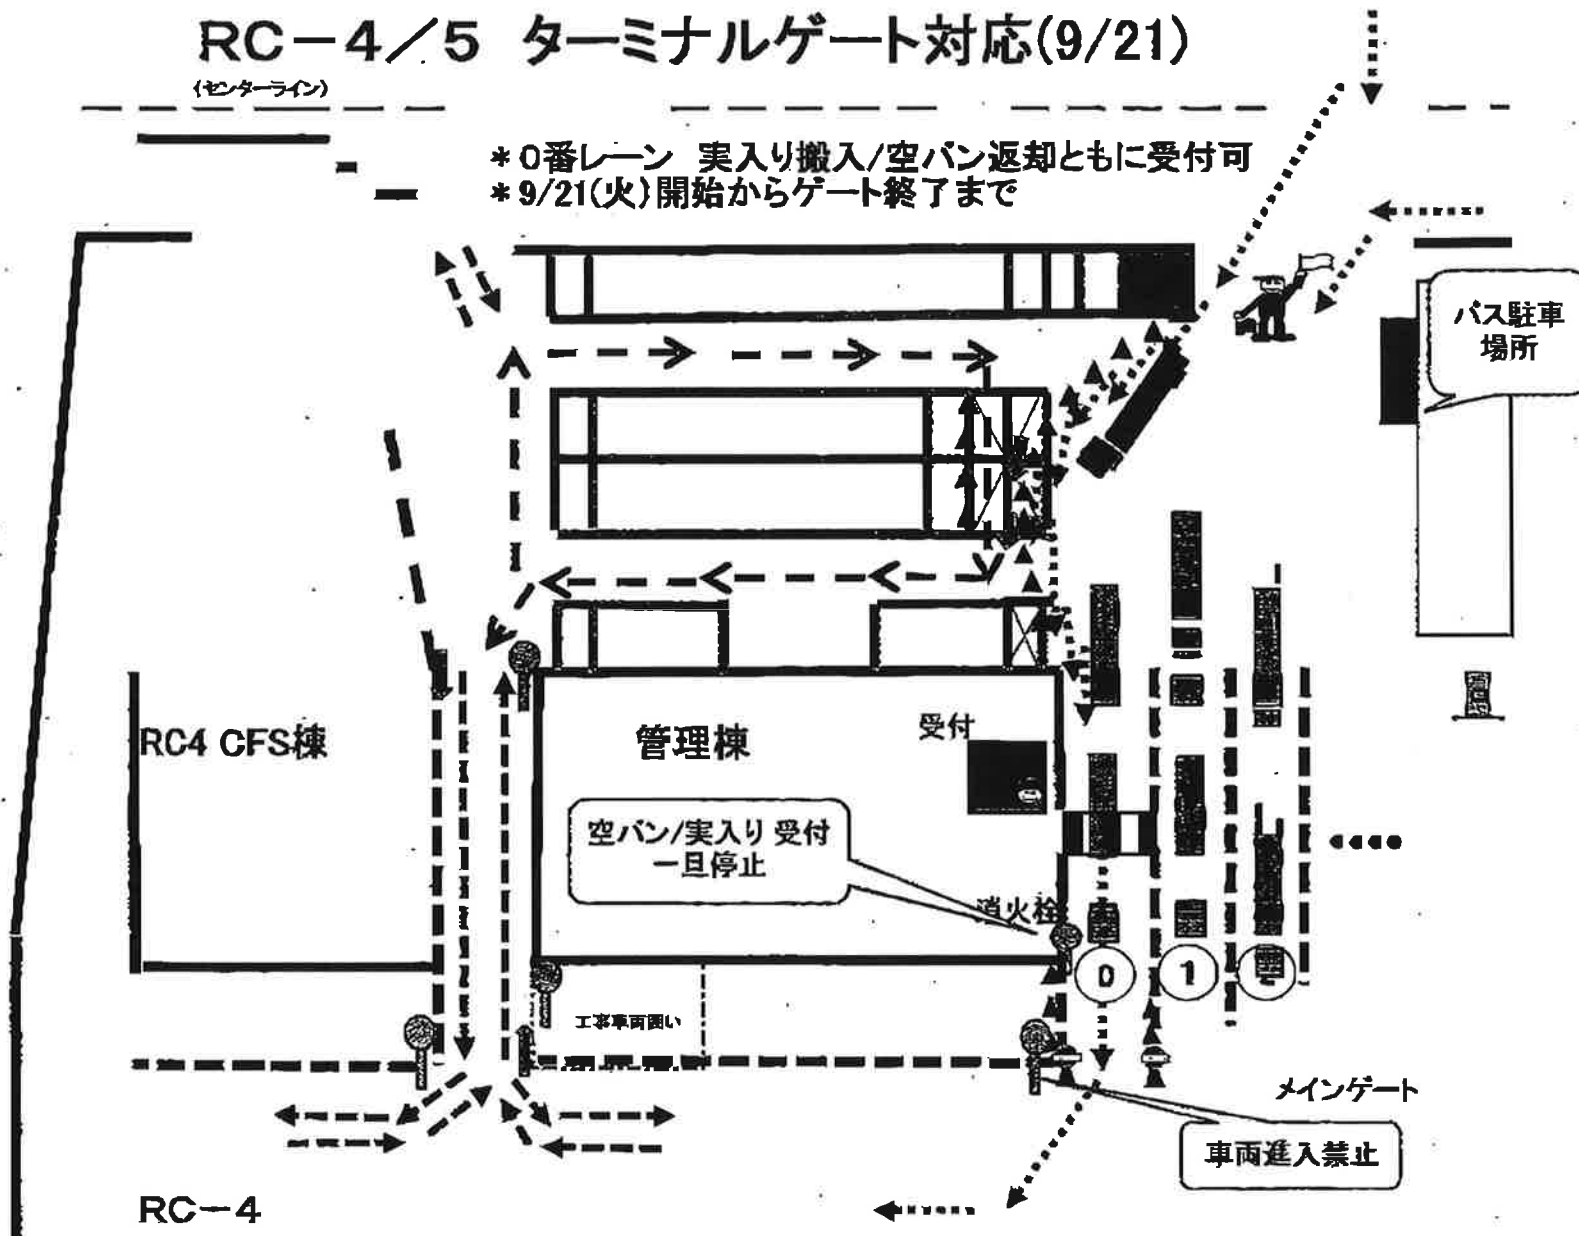 RC－4／5 ターミナルゲート対応(9/21)
(センターライン)
＊0番レーン 実入り搬入/空バン返却ともに受付可
＊9/21(火)開始からゲート終了まで
バス駐車
場所
RC4 CFS棟
管理棟
受付
空バン/実入り 受付
一旦停止
消火栓
0
1
工事車両囲い
メインゲート
車両進入禁止
RC－4